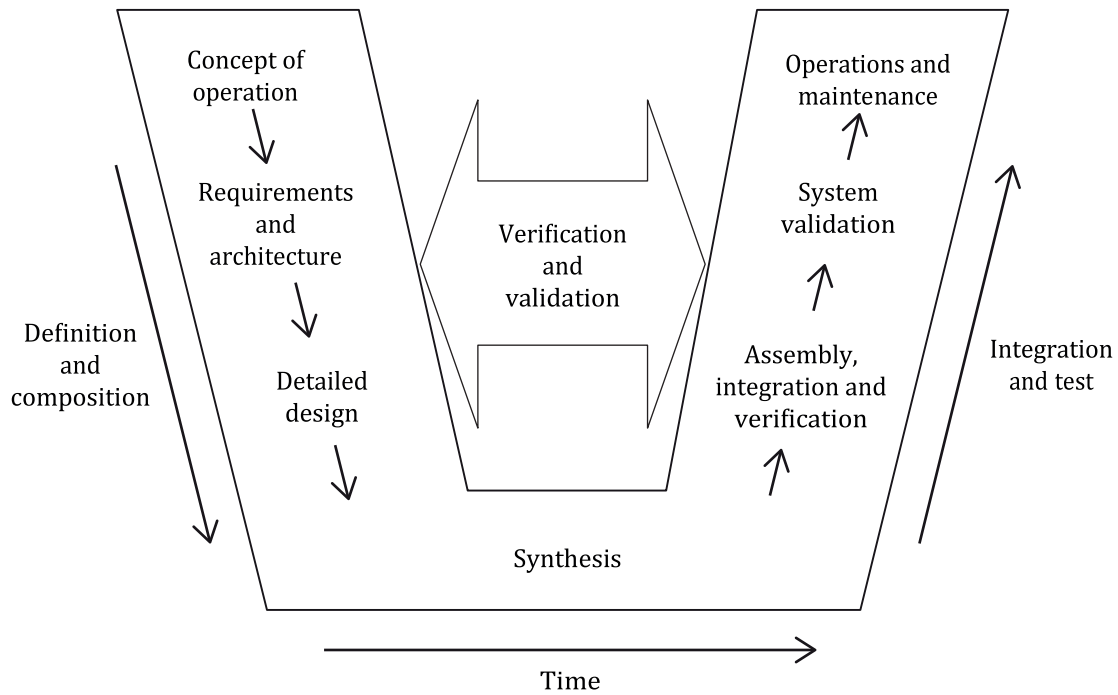 Concept of
operation
Requirements
and
architecture
Detailed
design
Definition
and
composition
Verification
and
validation
Operations and
maintenance
System
validation
Assembly,
integration and
verification
Integration
and test
Synthesis
Time